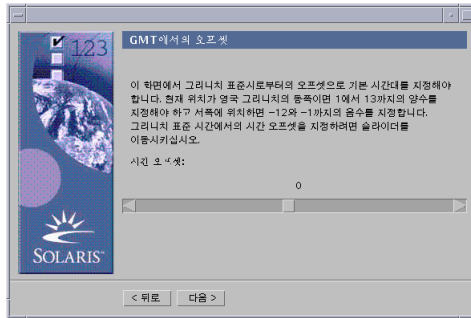 123
GMT에서의 오프셋
이 화면에서 그리니치 표준시로부터의 오프셋으로 기본 시간대를 지정해야
합니다. 현재 위치가 영국 그리니치의 동쪽이면 1에서 13까지의 양수를
지정해야 하고 서쪽에 위치하면 −12와 −1까지의 음수를 지정합니다.
그리니치 표준 시간에서의 시간 오프셋을 지정하려면 슬라이더를
이동시키십시오.
시간 오프셋:
0
SOLARIS™
< 뒤로 다음 >